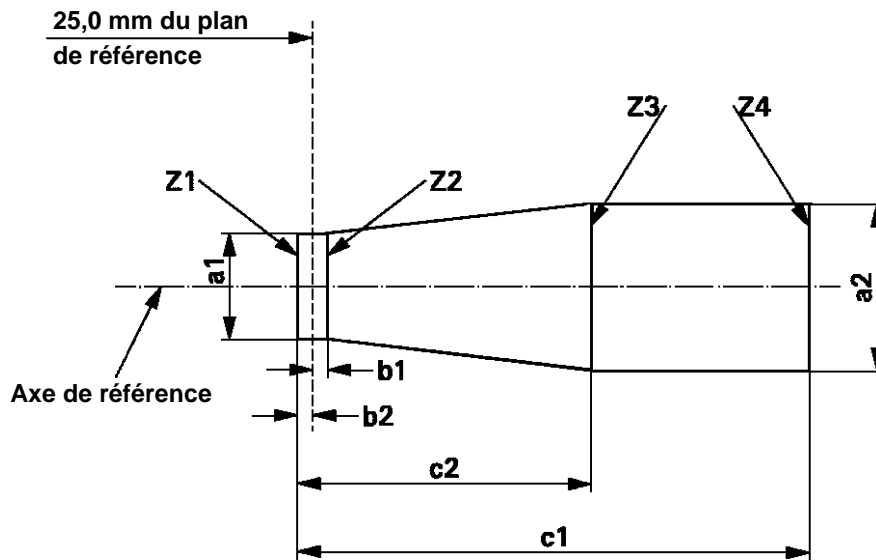 25,0 mm du plan
de référence
Z3
Z4
Z1
Z2
a1
a2
b1
Axe de référence
b2
c2
c1